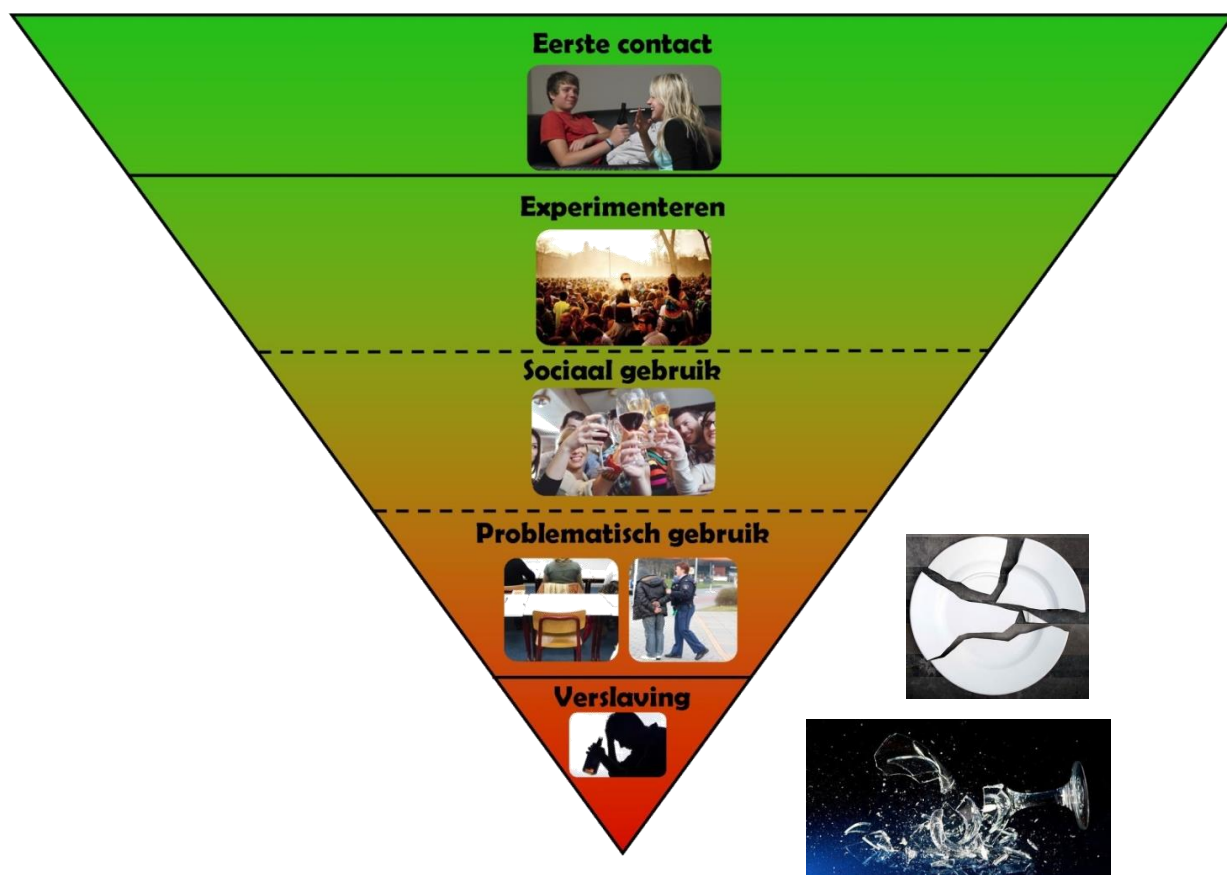 Eerste contact
Experimenteren
Sociaal gebruik
Problematisch gebruik
Verslaving